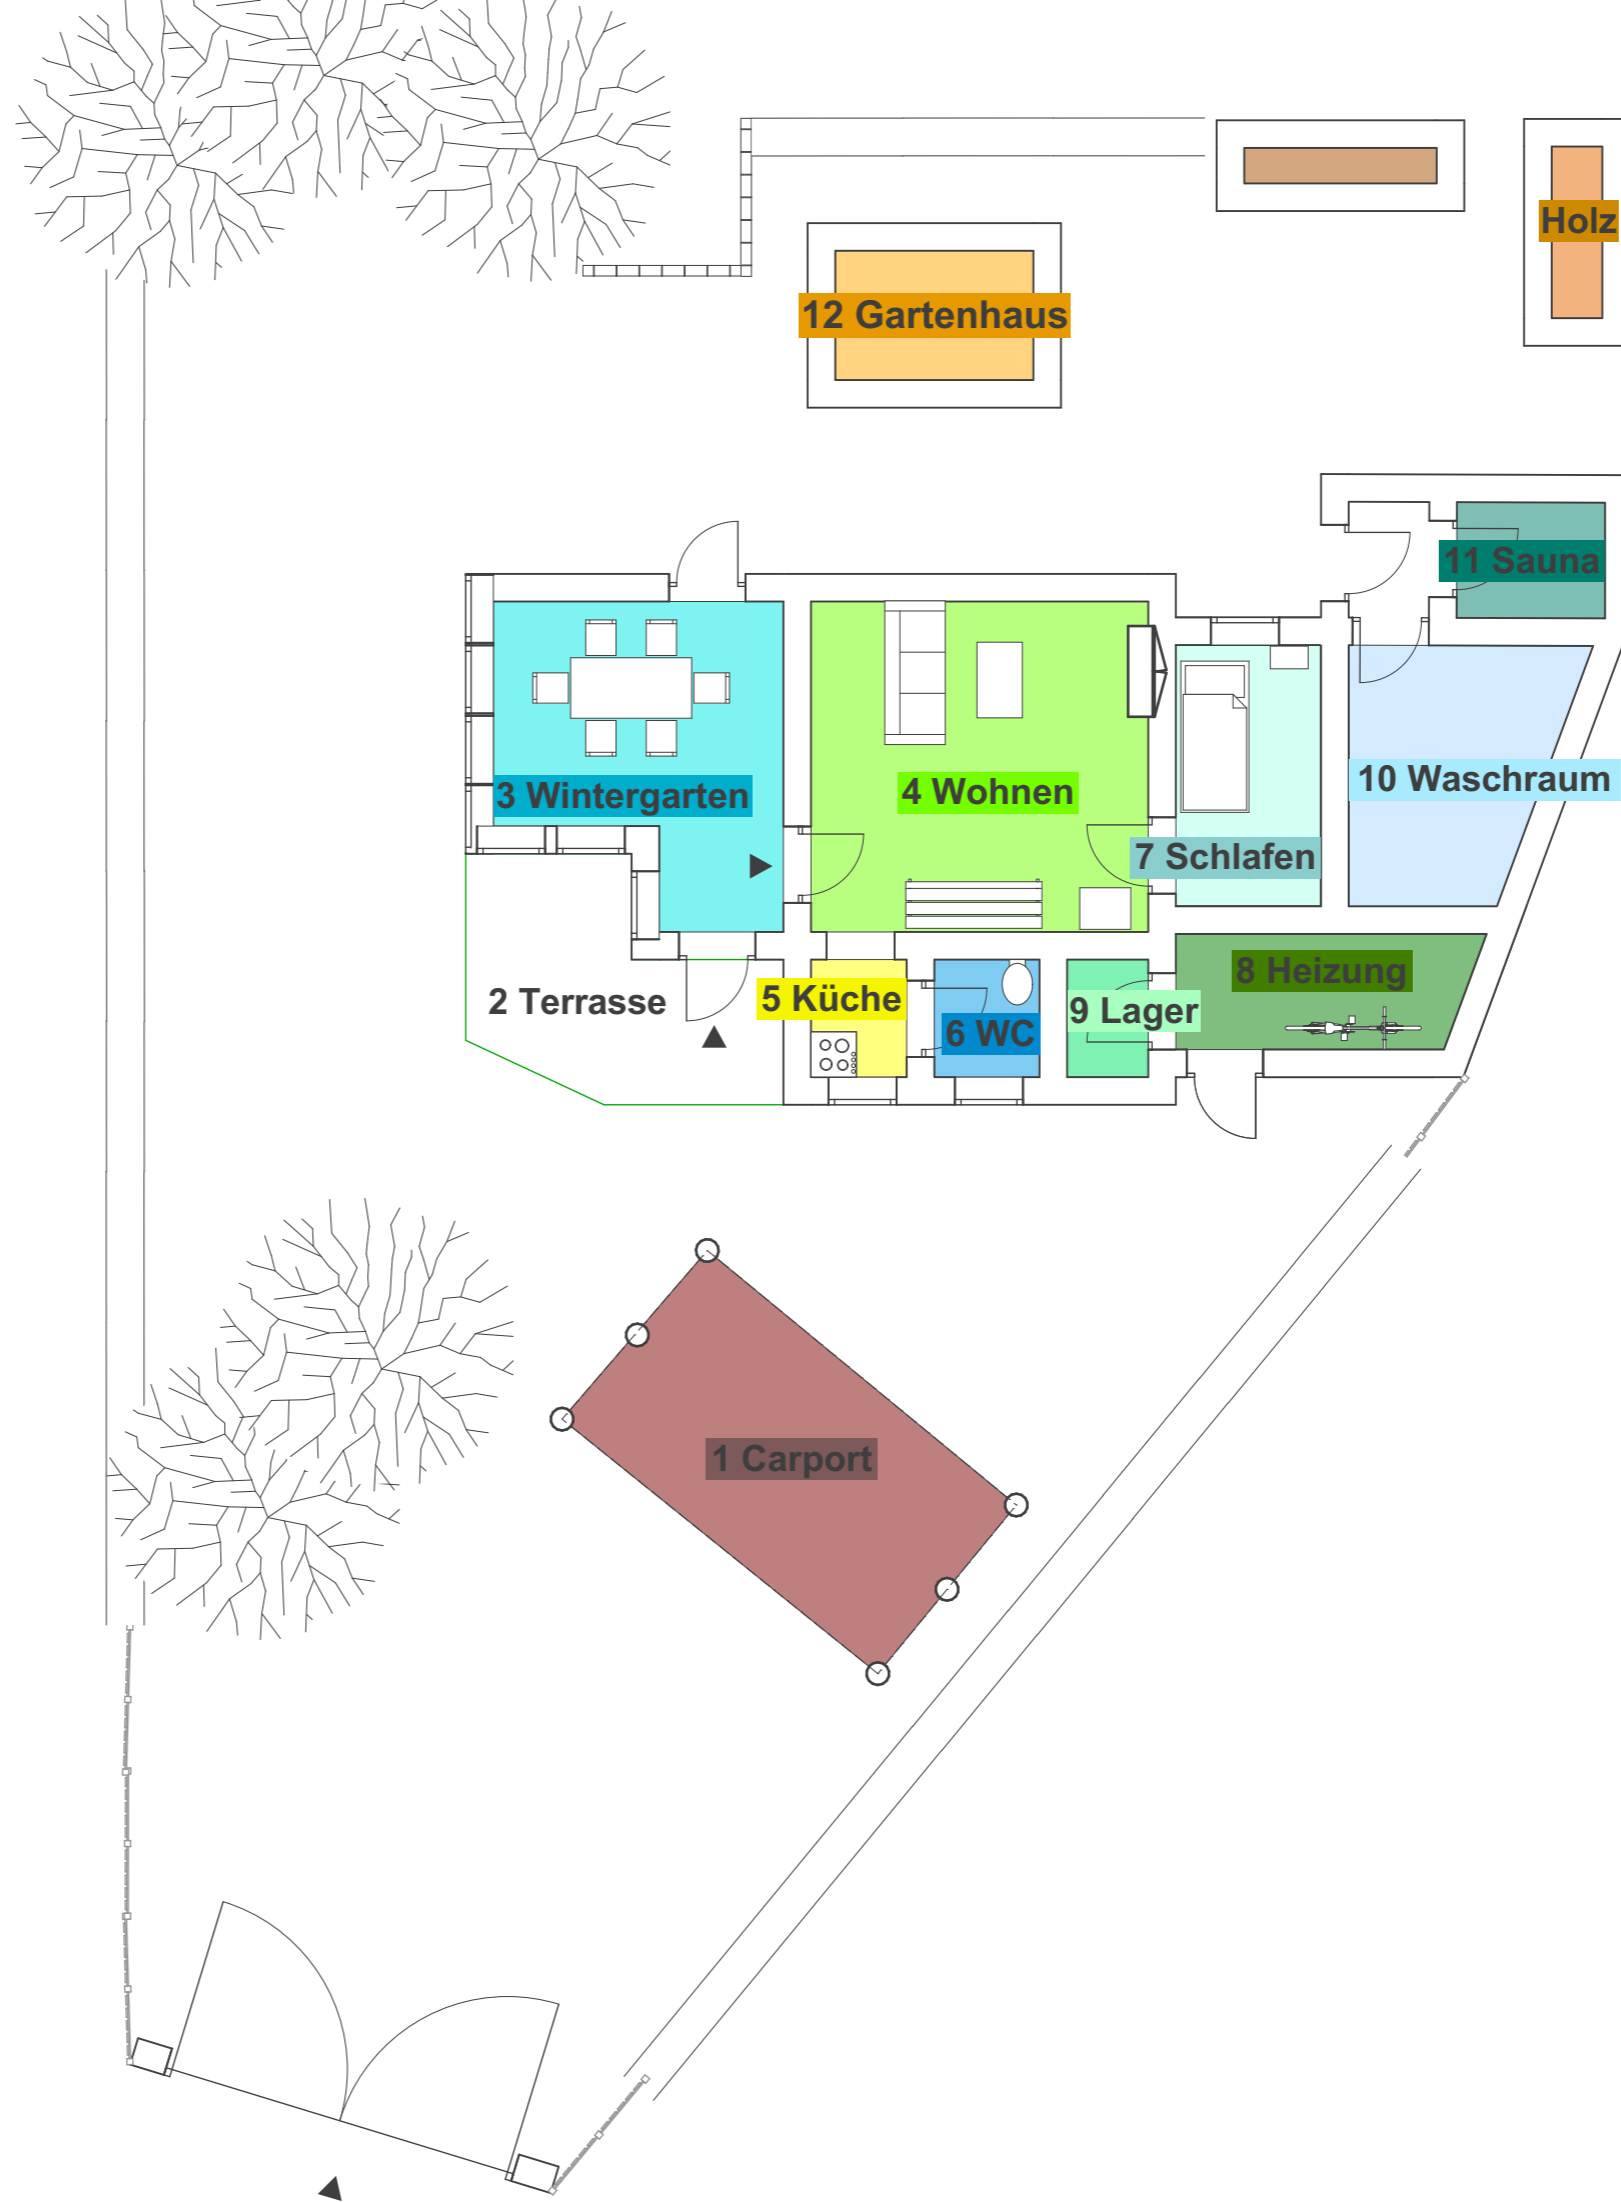 Holz
12 Gartenhaus
11 Sauna
3 Wintergarten
4 Wohnen
10 Waschraum
7 Schlafen
8 Heizung
2 Terrasse
5 Küche
6 WC
9 Lager
1 Carport